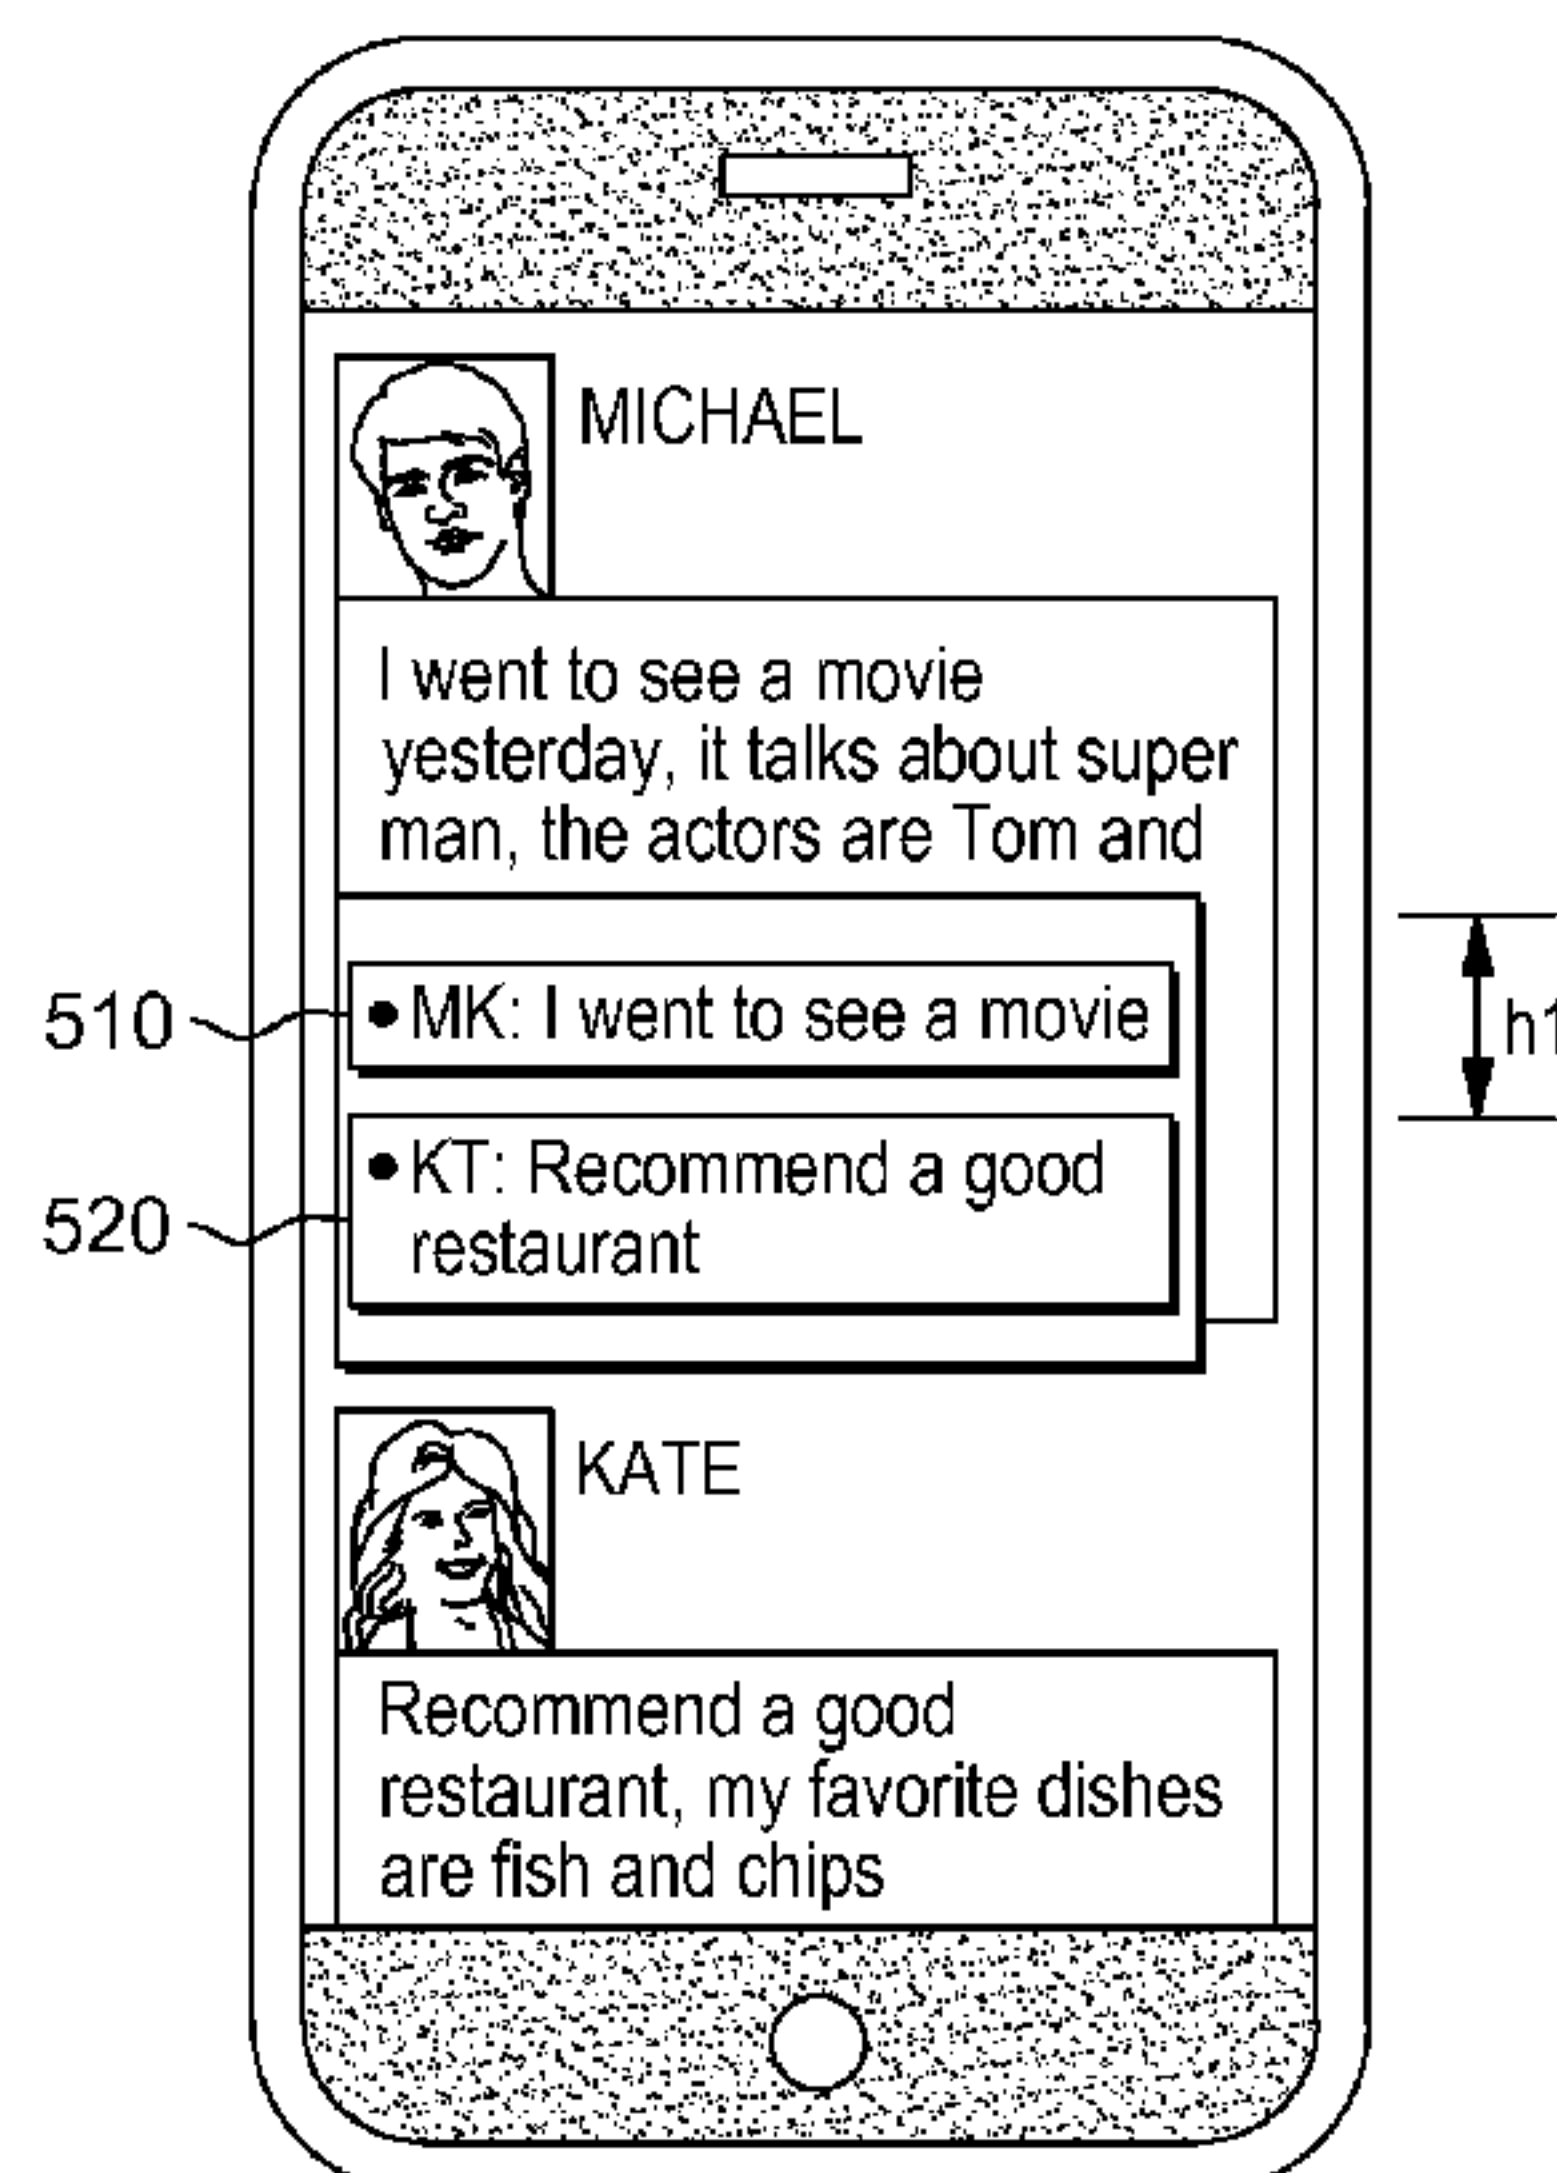 MICHAEL
I went to see a movie
yesterday, it talks about super
man, the actors are Tom and
510
• MK: I went to see a movie
h1
520
• KT: Recommend a good
restaurant
KATE
Recommend a good
restaurant, my favorite dishes
are fish and chips